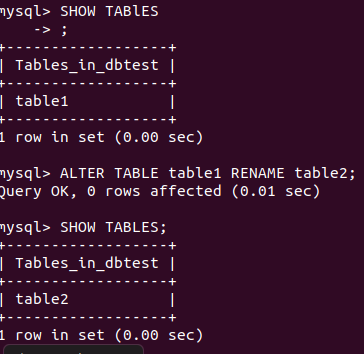 mysql> SHOW TABlES
    -> ;
+------------------+
| Tables_in_dbtest |
+------------------+
| table1           |
+------------------+
1 row in set (0.00 sec)
mysql> ALTER TABLE table1 RENAME table2;
Query OK, 0 rows affected (0.01 sec)
mysql> SHOW TABLES;
+------------------+
| Tables_in_dbtest |
+------------------+
| table2           |
+------------------+
1 row in set (0.00 sec)